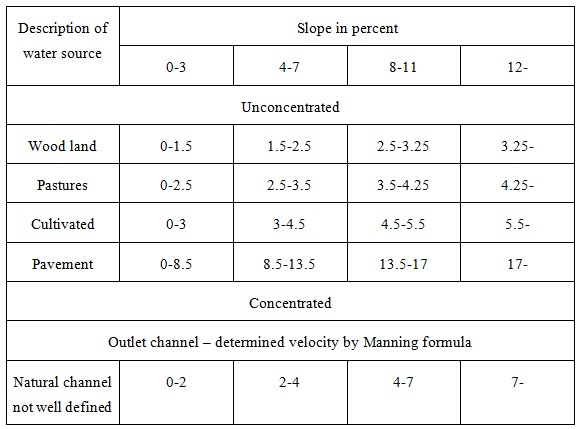 Description of water source Slope in percent
0-3 4-7 8-11 12-
Unconcentrated
Wood land 0-1.5 1.5-2.5 2.5-3.25 3.25-
Pastures 0-2.5 2.5-3.5 3.5-4.25 4.25-
Cultivated 0-3 3-4.5 4.5-5.5 5.5-
Pavement 0-8.5 8.5-13.5 13.5-17 17-
Concentrated
Outlet channel – determined velocity by Manning formula
Natural channel 0-2 2-4 4-7 7-
not well defined